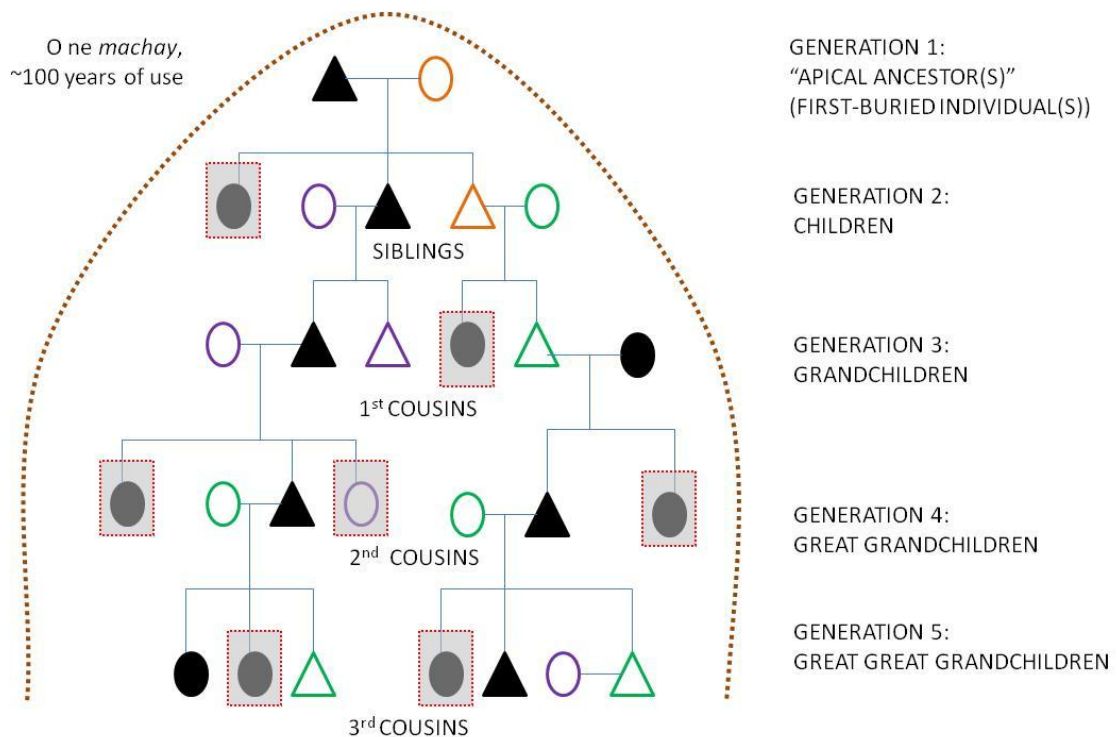 O ne machay,
~100 years of use
GENERATION 1:
“APICAL ANCESTOR(S)”
(FIRST-BURIED INDIVIDUAL(S))
GENERATION 2:
CHILDREN
SIBLINGS
GENERATION 3:
GRANDCHILDREN
1st COUSINS
GENERATION 4:
GREAT GRANDCHILDREN
2nd COUSINS
GENERATION 5:
GREAT GREAT GRANDCHILDREN
3rd COUSINS